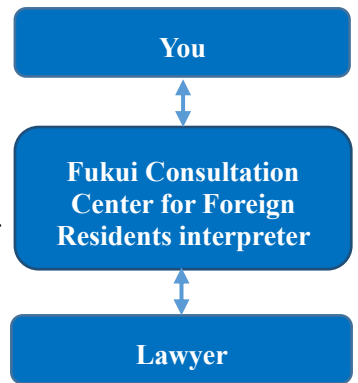 You
Fukui Consultation
Center for Foreign
Residents interpreter
Lawyer